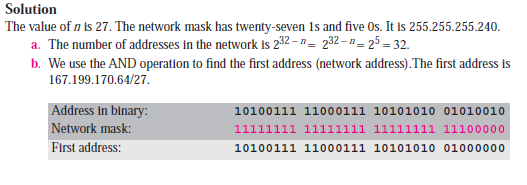 Solution
The value of n is 27. The network mask has twenty-seven 1s and five 0s. It is 255.255.255.240.
a. The number of addresses in the network is 2^{32 – n} = 2^{32 – n} = 2^5 = 32.
b. We use the AND operation to find the first address (network address).The first address is
167.199.170.64/27.
Address in binary: 10100111 11000111 10101010 01010010
Network mask: 11111111 11111111 11111111 11100000
First address: 10100111 11000111 10101010 01000000